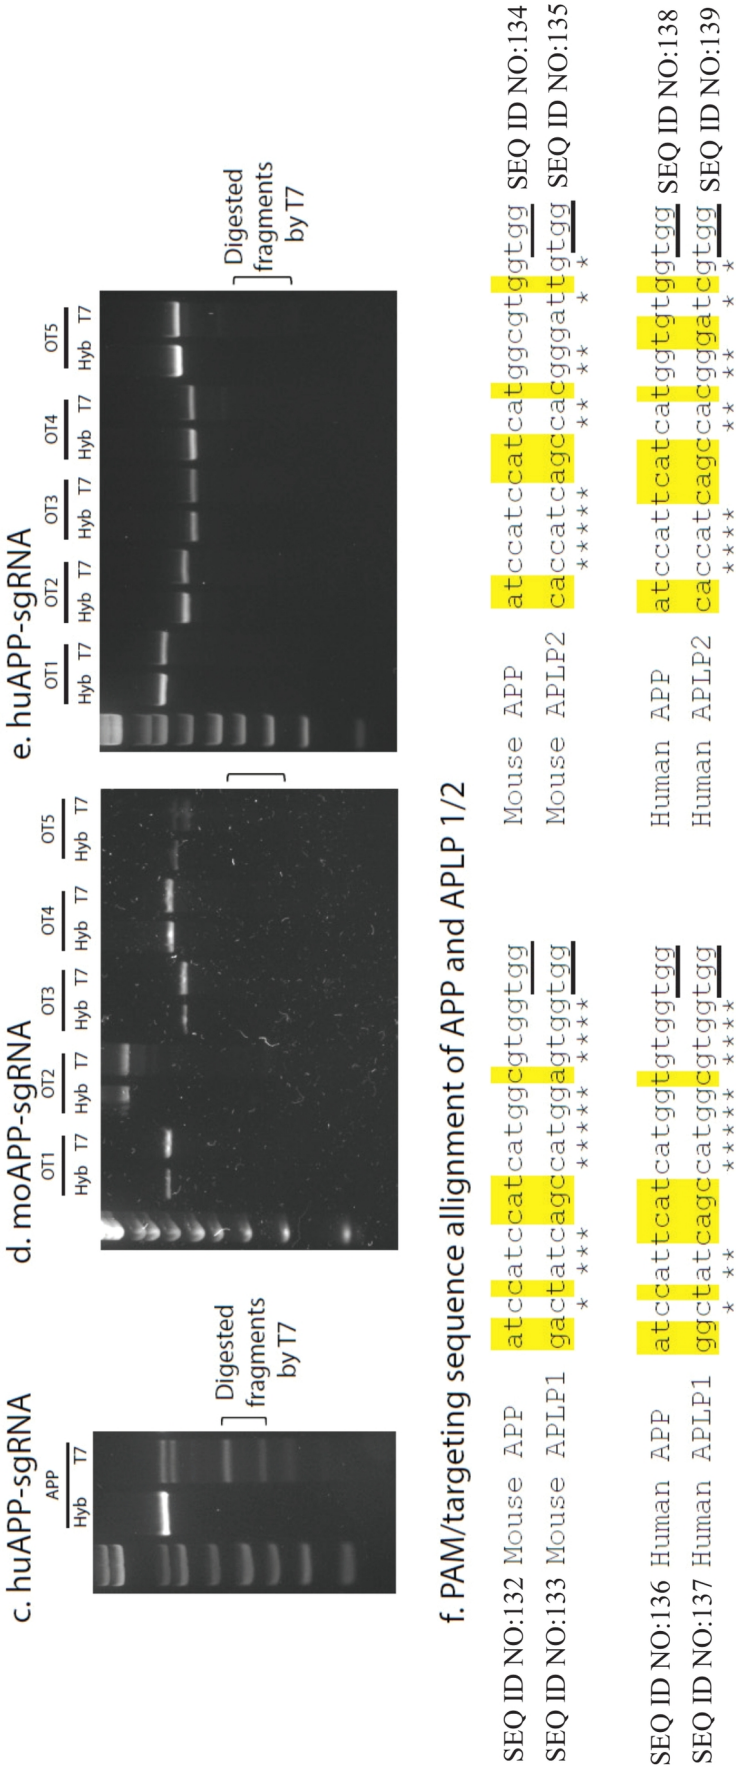 c. huAPP-sgRNA
APP
Hyb T7
Digested
fragments
by T7
d. moAPP-sgRNA
OT1 OT2 OT3 OT4 OT5
Hyb T7 Hyb T7 Hyb T7 Hyb T7 Hyb T7
e. huAPP-sgRNA
OT1 OT2 OT3 OT4 OT5
Hyb T7 Hyb T7 Hyb T7 Hyb T7 Hyb T7
Digested
fragments
by T7
f. PAM/targeting sequence allignment of APP and APLP 1/2
SEQ ID NO:132 Mouse APP atccatccatcatggcgtggtgg
SEQ ID NO:133 Mouse APLP1 gactatcagccatggagtggtgg
* *** ***** ****
Mouse APP atccatccatcatggcgtggtgg SEQ ID NO:134
Mouse APLP2 caccatcagccacgggattgtgg SEQ ID NO:135
***** ** ** * *
SEQ ID NO:136 Human APP atccattcatcatggtgtggtgg
SEQ ID NO:137 Human APLP1 ggctatcagccatggcgtggtgg
* ** ***** ****
Human APP atccattcatcatggtgtggtgg SEQ ID NO:138
Human APLP2 caccatcagccacgggatcgtgg SEQ ID NO:139
**** ** ** * *